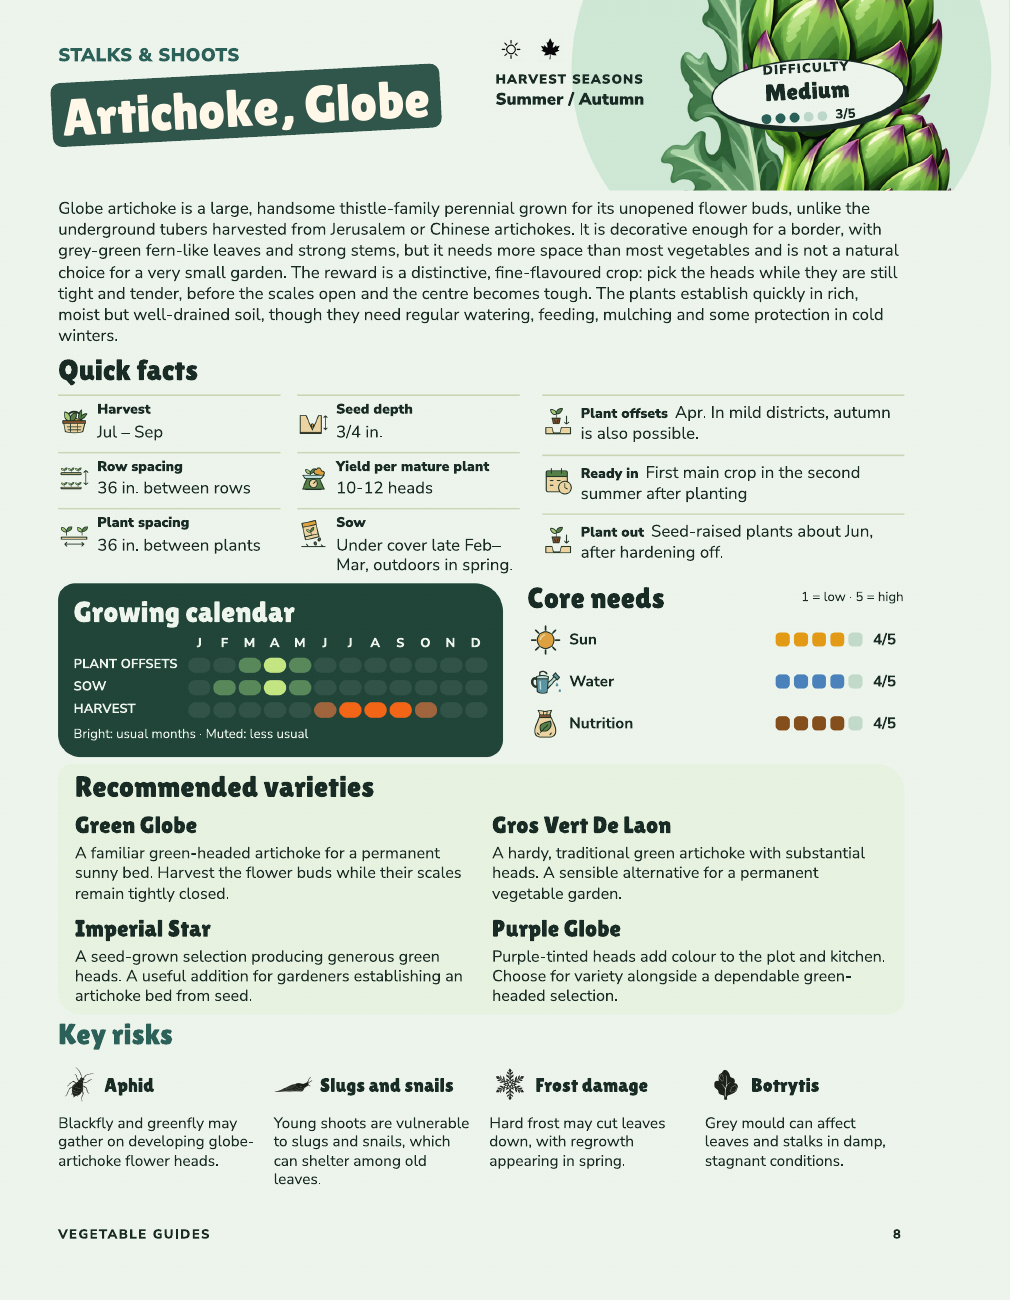 STALKS & SHOOTS
Artichoke, Globe
HARVEST SEASONS
Summer / Autumn
DIFFICULTY
Medium
3/5
Globe artichoke is a large, handsome thistle-family perennial grown for its unopened flower buds, unlike the
underground tubers harvested from Jerusalem or Chinese artichokes. It is decorative enough for a border, with
grey-green fern-like leaves and strong stems, but it needs more space than most vegetables and is not a natural
choice for a very small garden. The reward is a distinctive, fine-flavoured crop: pick the heads while they are still
tight and tender, before the scales open and the centre becomes tough. The plants establish quickly in rich,
moist but well-drained soil, though they need regular watering, feeding, mulching and some protection in cold
winters.
Quick facts
Harvest
Jul – Sep
Row spacing
36 in. between rows
Plant spacing
36 in. between plants
Seed depth
3/4 in.
Yield per mature plant
10-12 heads
Sow
Under cover late Feb–
Mar, outdoors in spring.
Plant offsets Apr. In mild districts, autumn
is also possible.
Ready in First main crop in the second
summer after planting
Plant out Seed-raised plants about Jun,
after hardening off.
Growing calendar
J F M A M J J A S O N D
PLANT OFFSETS
SOW
HARVEST
Bright: usual months · Muted: less usual
Core needs
1 = low · 5 = high
Sun 4/5
Water 4/5
Nutrition 4/5
Recommended varieties
Green Globe
A familiar green-headed artichoke for a permanent
sunny bed. Harvest the flower buds while their scales
remain tightly closed.
Gros Vert De Laon
A hardy, traditional green artichoke with substantial
heads. A sensible alternative for a permanent
vegetable garden.
Imperial Star
A seed-grown selection producing generous green
heads. A useful addition for gardeners establishing an
artichoke bed from seed.
Purple Globe
Purple-tinted heads add colour to the plot and kitchen.
Choose for variety alongside a dependable green-
headed selection.
Key risks
Aphid
Blackfly and greenfly may
gather on developing globe-
artichoke flower heads.
Slugs and snails
Young shoots are vulnerable
to slugs and snails, which
can shelter among old
leaves.
Frost damage
Hard frost may cut leaves
down, with regrowth
appearing in spring.
Botrytis
Grey mould can affect
leaves and stalks in damp,
stagnant conditions.
VEGETABLE GUIDES
8